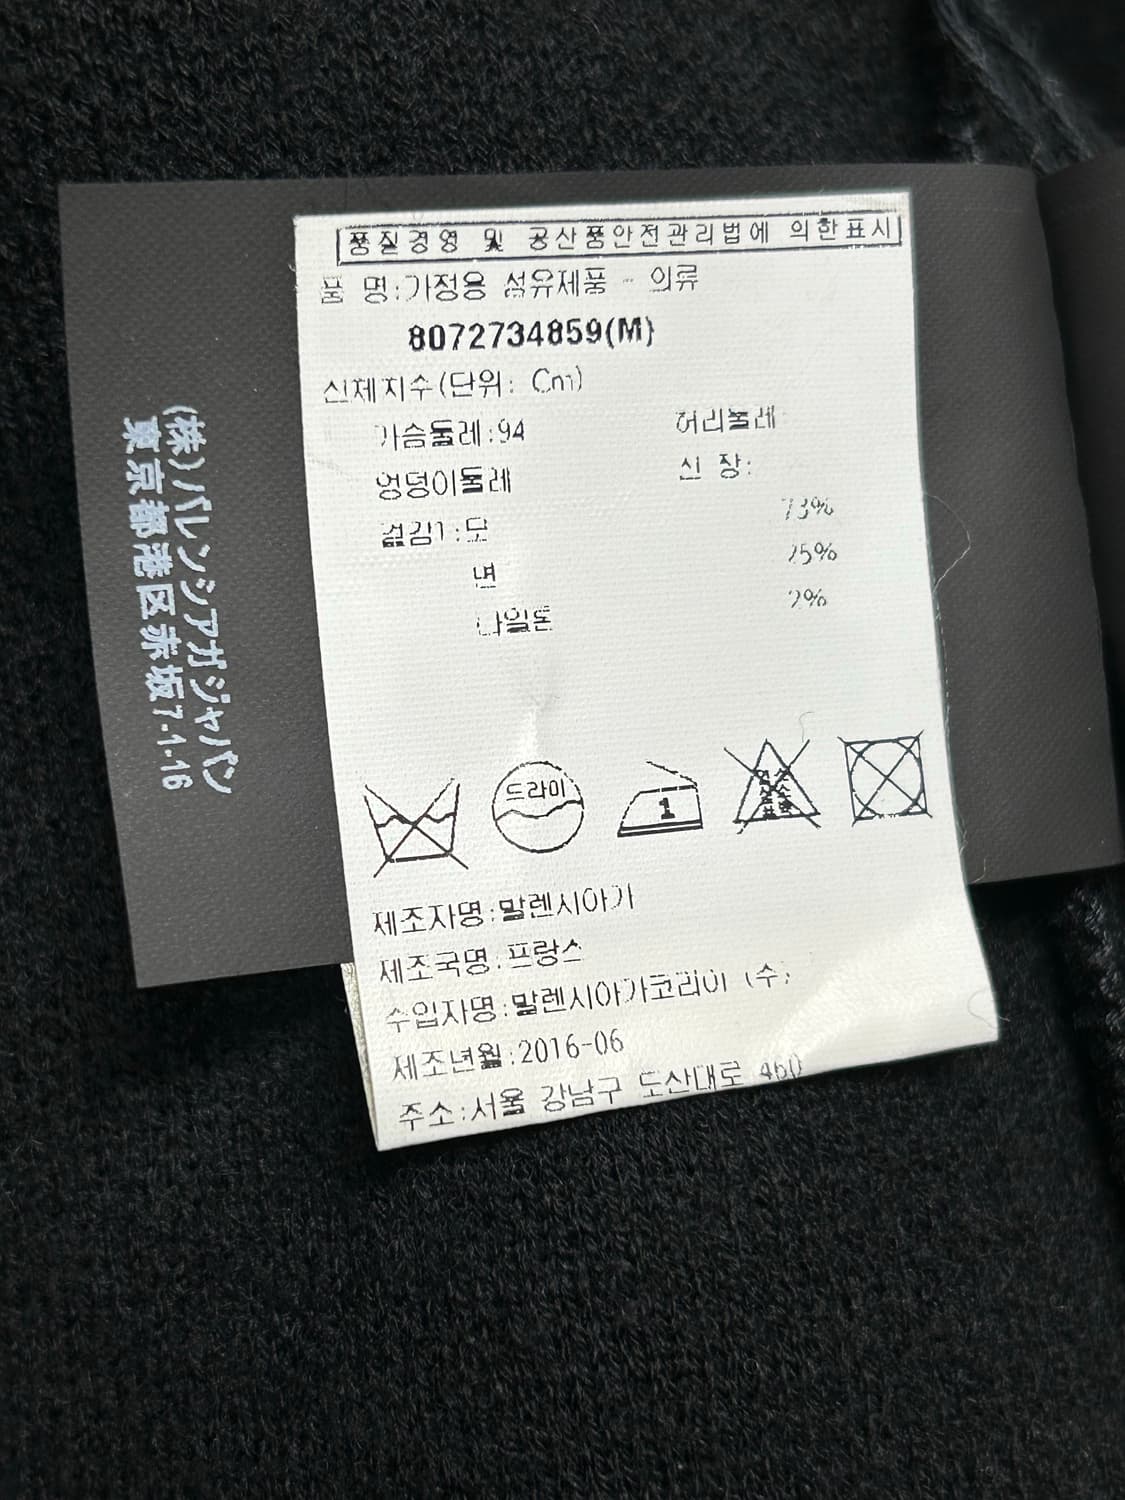 품질경영 및 공산품안전관리법에 의한표시
품 명:가정용 섬유제품 - 의류
8072734859(M)
신체치수(단위: Cm)
가슴둘레:94 허리둘레
엉덩이둘레 신 장:
겉감1:모 73%
면 25%
나일론 2%
드라이
1
염소 산소 표백
제조자명:발렌시아가
제조국명:프랑스
수입자명:발렌시아가코리아 (수)
제조년월:2016-06
주소:서울 강남구 도산대로 460
(株)バレンシアガジャパン
東京都港区赤坂7-1-16